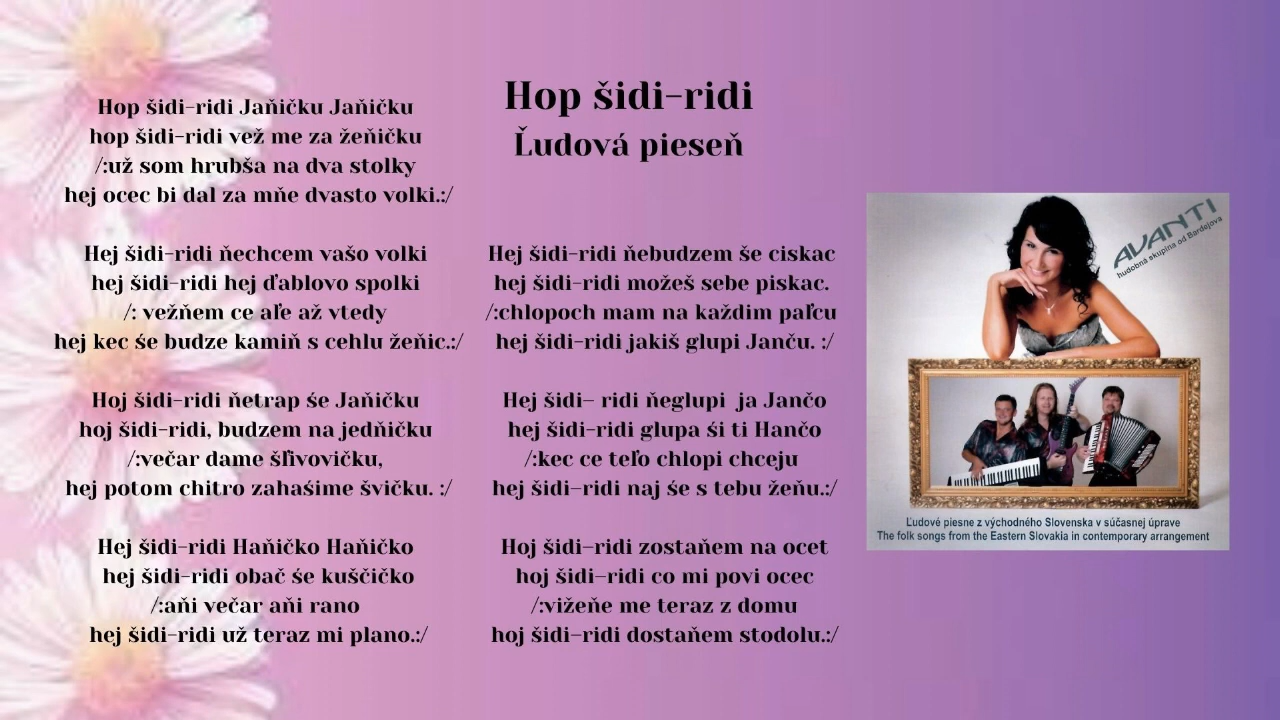 Hop šidi-ridi
Ľudová pieseň
Hop šidi-ridi Jaňičku Jaňičku
hop šidi-ridi vež me za žeňičku
/:už som hrubša na dva stolky
hej ocec bi dal za mňe dvasto volki.:/
Hej šidi-ridi ňechcem vašo volki
hej šidi-ridi hej ďablovo spolki
/: vežňem ce aľe až vtedy
hej kec śe budze kamiň s cehlu žeňic.:/
Hoj šidi-ridi ňetrap śe Jaňičku
hoj šidi-ridi, budzem na jedňičku
/:večar dame šľivovičku,
hej potom chitro zahaśime švičku. :/
Hej šidi-ridi Haňičko Haňičko
hej šidi-ridi obač śe kuščičko
/:aňi večar aňi rano
hej šidi-ridi už teraz mi plano.:/
Hej šidi-ridi ňebudzem še ciskac
hej šidi-ridi možeš sebe piskac.
/:chlopoch mam na každim paľcu
hej šidi-ridi jakiš glupi Janču. :/
Hej šidi– ridi ňeglupi ja Jančo
hej šidi-ridi glupa śi ti Hančo
/:kec ce teľo chlopi chceju
hej šidi–ridi naj śe s tebu žeňu.:/
Hoj šidi–ridi zostaňem na ocet
hoj šidi–ridi co mi povi ocec
/:vižeňe me teraz z domu
hoj šidi–ridi dostaňem stodolu.:/
AVANTI
hudobná skupina od Bardejova
Ľudové piesne z východného Slovenska v súčasnej úprave
The folk songs from the Eastern Slovakia in contemporary arrangement